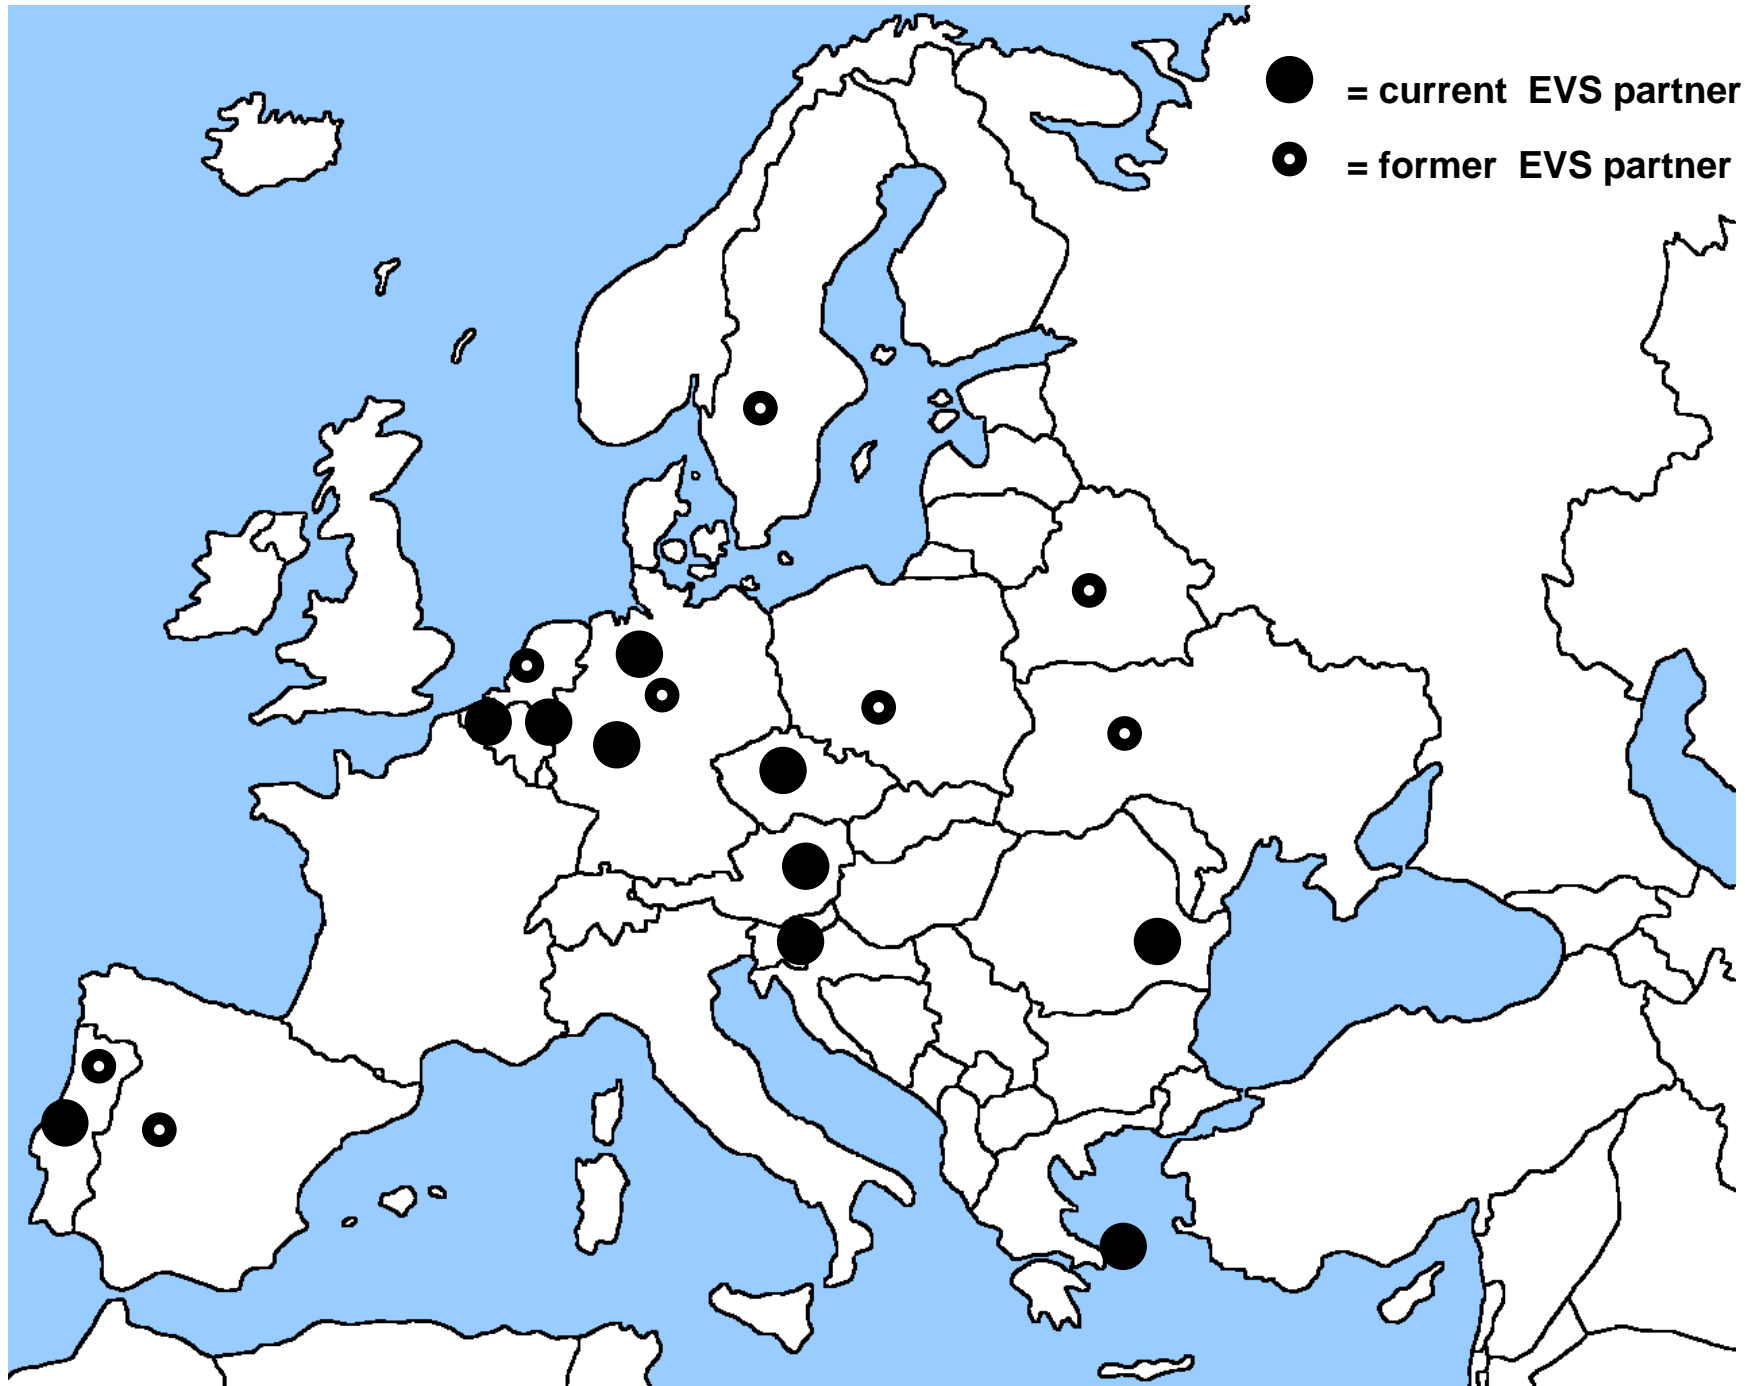 = current EVS partner
= former EVS partner